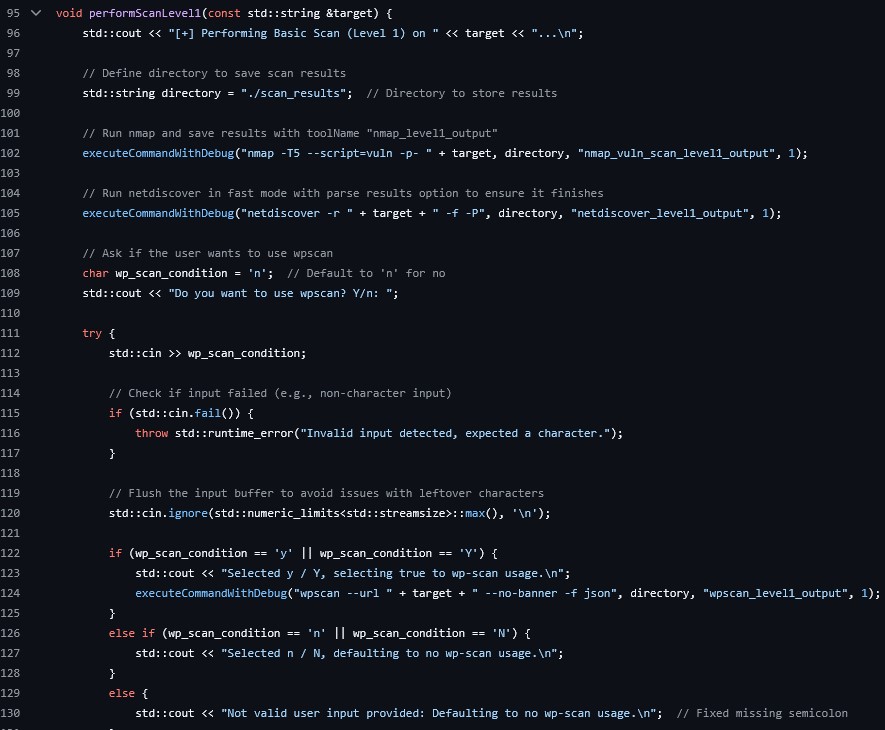 95 void performScanLevel1(const std::string &target) {
96 std::cout << "[+] Performing Basic Scan (Level 1) on " << target << "...\n";
97
98 // Define directory to save scan results
99 std::string directory = "./scan_results"; // Directory to store results
100
101 // Run nmap and save results with toolName "nmap_level1_output"
102 executeCommandWithDebug("nmap -T5 --script=vuln -p- " + target, directory, "nmap_vuln_scan_level1_output", 1);
103
104 // Run netdiscover in fast mode with parse results option to ensure it finishes
105 executeCommandWithDebug("netdiscover -r " + target + " -f -P", directory, "netdiscover_level1_output", 1);
106
107 // Ask if the user wants to use wpscan
108 char wp_scan_condition = 'n'; // Default to 'n' for no
109 std::cout << "Do you want to use wpscan? Y/n: ";
110
111 try {
112 std::cin >> wp_scan_condition;
113
114 // Check if input failed (e.g., non-character input)
115 if (std::cin.fail()) {
116 throw std::runtime_error("Invalid input detected, expected a character.");
117 }
118
119 // Flush the input buffer to avoid issues with leftover characters
120 std::cin.ignore(std::numeric_limits<std::streamsize>::max(), '\n');
121
122 if (wp_scan_condition == 'y' || wp_scan_condition == 'Y') {
123 std::cout << "Selected y / Y, selecting true to wp-scan usage.\n";
124 executeCommandWithDebug("wpscan --url " + target + " --no-banner -f json", directory, "wpscan_level1_output", 1);
125 }
126 else if (wp_scan_condition == 'n' || wp_scan_condition == 'N') {
127 std::cout << "Selected n / N, defaulting to no wp-scan usage.\n";
128 }
129 else {
130 std::cout << "Not valid user input provided: Defaulting to no wp-scan usage.\n"; // Fixed missing semicolon